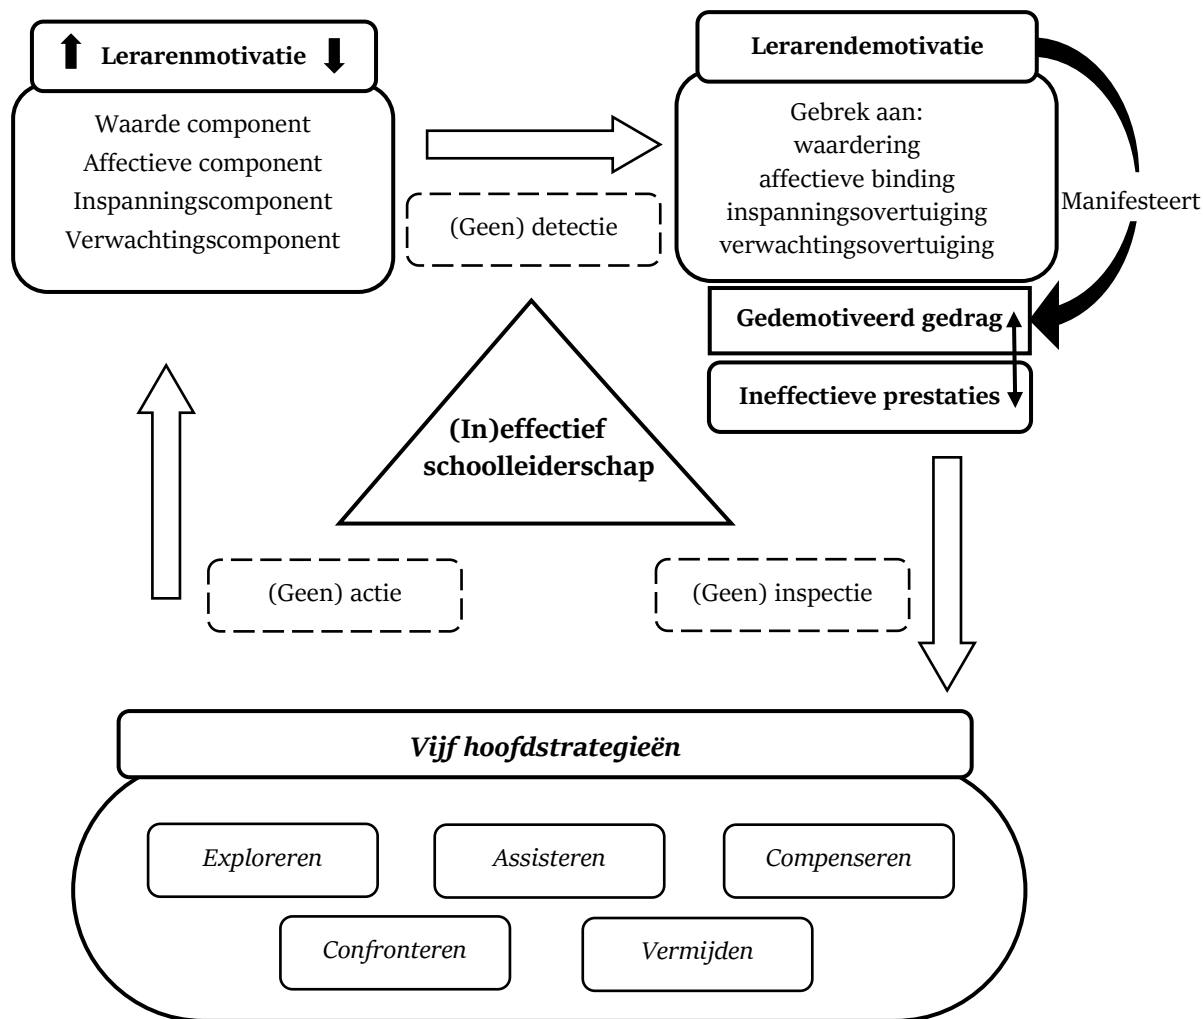 Lerarenmotivatie
Waarde component
Affectieve component
Inspanningscomponent
Verwachtingscomponent
(Geen) detectie
Lerarendemotivatie
Gebrek aan:
waardering
affectieve binding
inspanningsovertuiging
verwachtingsovertuiging
Manifesteert
Gedemotiveerd gedrag
Ineffectieve prestaties
(In)effectief
schoolleiderschap
(Geen) actie
(Geen) inspectie
Vijf hoofdstrategieën
Exploreren
Assisteren
Compenseren
Confronteren
Vermijden